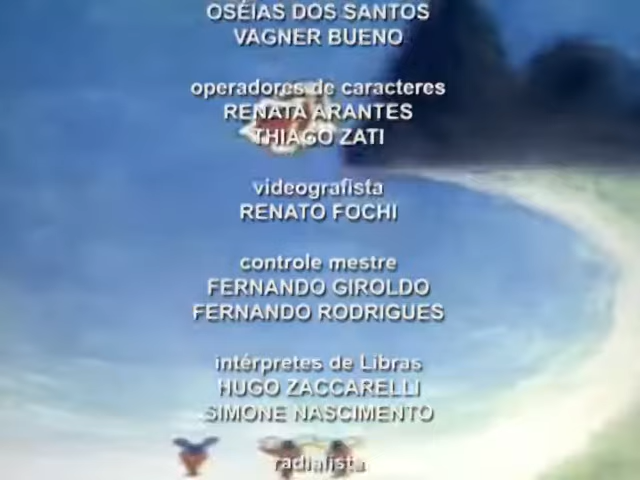 OSÉIAS DOS SANTOS
VAGNER BUENO
operadores de caracteres
RENATA ARANTES
THIAGO ZATI
videografista
RENATO FOCHI
controle mestre
FERNANDO GIROLDO
FERNANDO RODRIGUES
intérpretes de Libras
HUGO ZACCARELLI
SIMONE NASCIMENTO
radialista